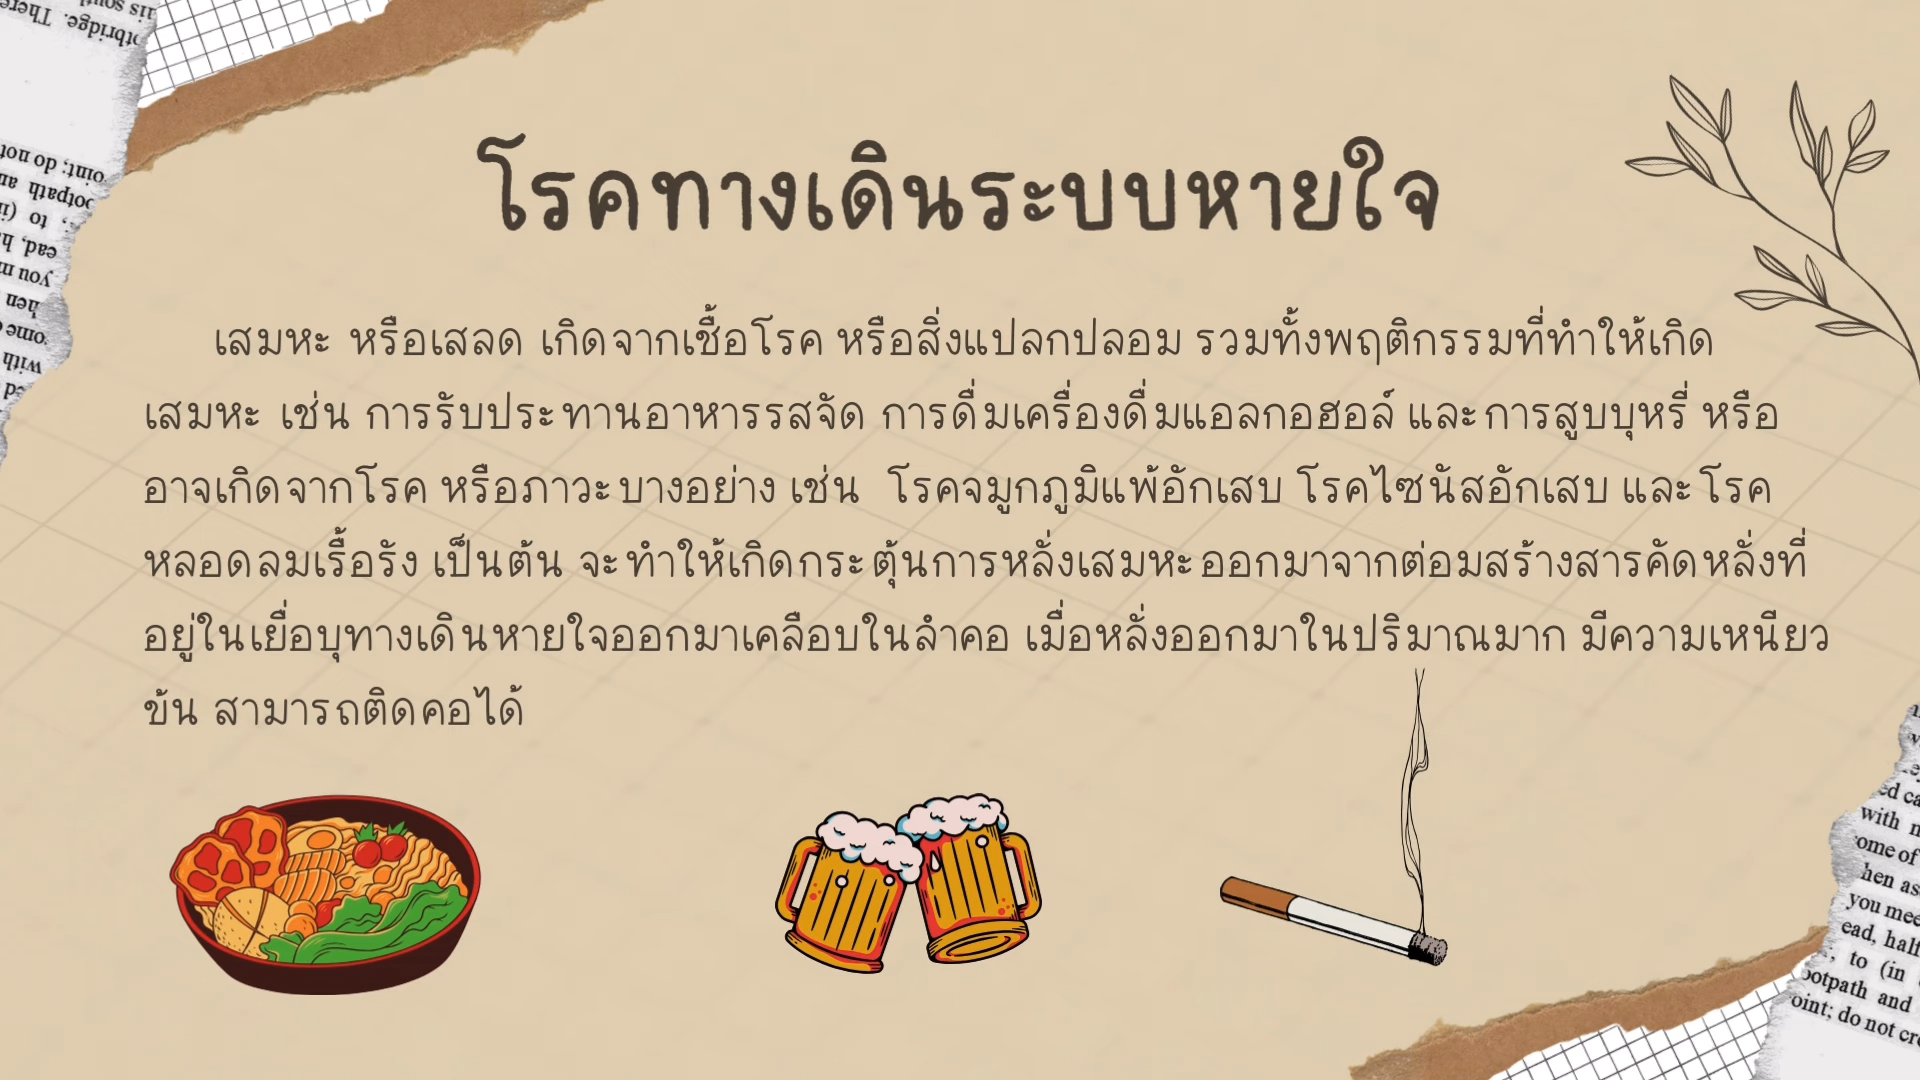 โรคทางเดินระบบหายใจ
เสมหะ หรือเสลด เกิดจากเชื้อโรค หรือสิ่งแปลกปลอม รวมทั้งพฤติกรรมที่ทำให้เกิด
เสมหะ เช่น การรับประทานอาหารรสจัด การดื่มเครื่องดื่มแอลกอฮอล์ และการสูบบุหรี่ หรือ
อาจเกิดจากโรค หรือภาวะบางอย่าง เช่น โรคจมูกภูมิแพ้อักเสบ โรคไซนัสอักเสบ และโรค
หลอดลมเรื้อรัง เป็นต้น จะทำให้เกิดกระตุ้นการหลั่งเสมหะออกมาจากต่อมสร้างสารคัดหลั่งที่
อยู่ในเยื่อบุทางเดินหายใจออกมาเคลือบในลำคอ เมื่อหลั่งออกมาในปริมาณมาก มีความเหนียว
ข้น สามารถติดคอได้
with
ome of
hen as
you mee
ead, half
to (in
ootpath and
oint; do not cr